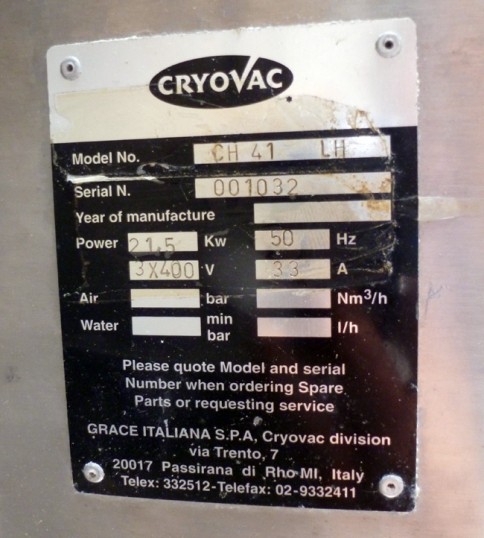 CRYOVAC
Model No. CH 41 LH
Serial N. 001032
Year of manufacture
Power 21.5 Kw 50 Hz
3X400 V 33 A
Air bar Nm3/h
Water min bar l/h
Please quote Model and serial
Number when ordering Spare
Parts or requesting service
GRACE ITALIANA S.P.A, Cryovac division
via Trento, 7
20017 Passirana di Rho MI, Italy
Telex: 332512-Telefax: 02-9332411